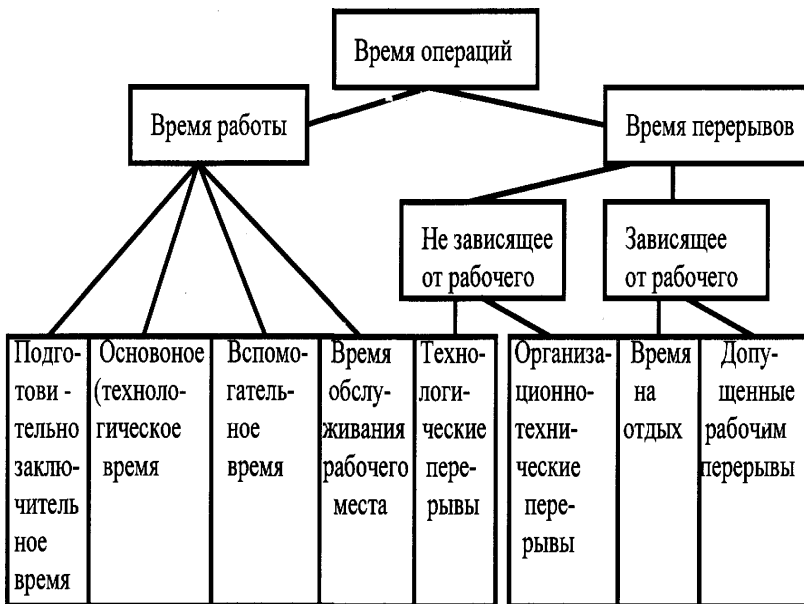 Время операций
Время работы
Время перерывов
Не зависящее
от рабочего
Зависящее
от рабочего
Подго-
тови -
тельно
заклю-
читель
ное
время
Основоное
(техноло-
гическое
время
Вспомо-
гатель-
ное
время
Время
обслу-
живания
рабочего
места
Техно-
логи-
ческие
пере-
рывы
Организа-
ционно-
техни-
ческие
пере-
рывы
Время
на
отдых
Допу-
щенные
рабочим
перерывы